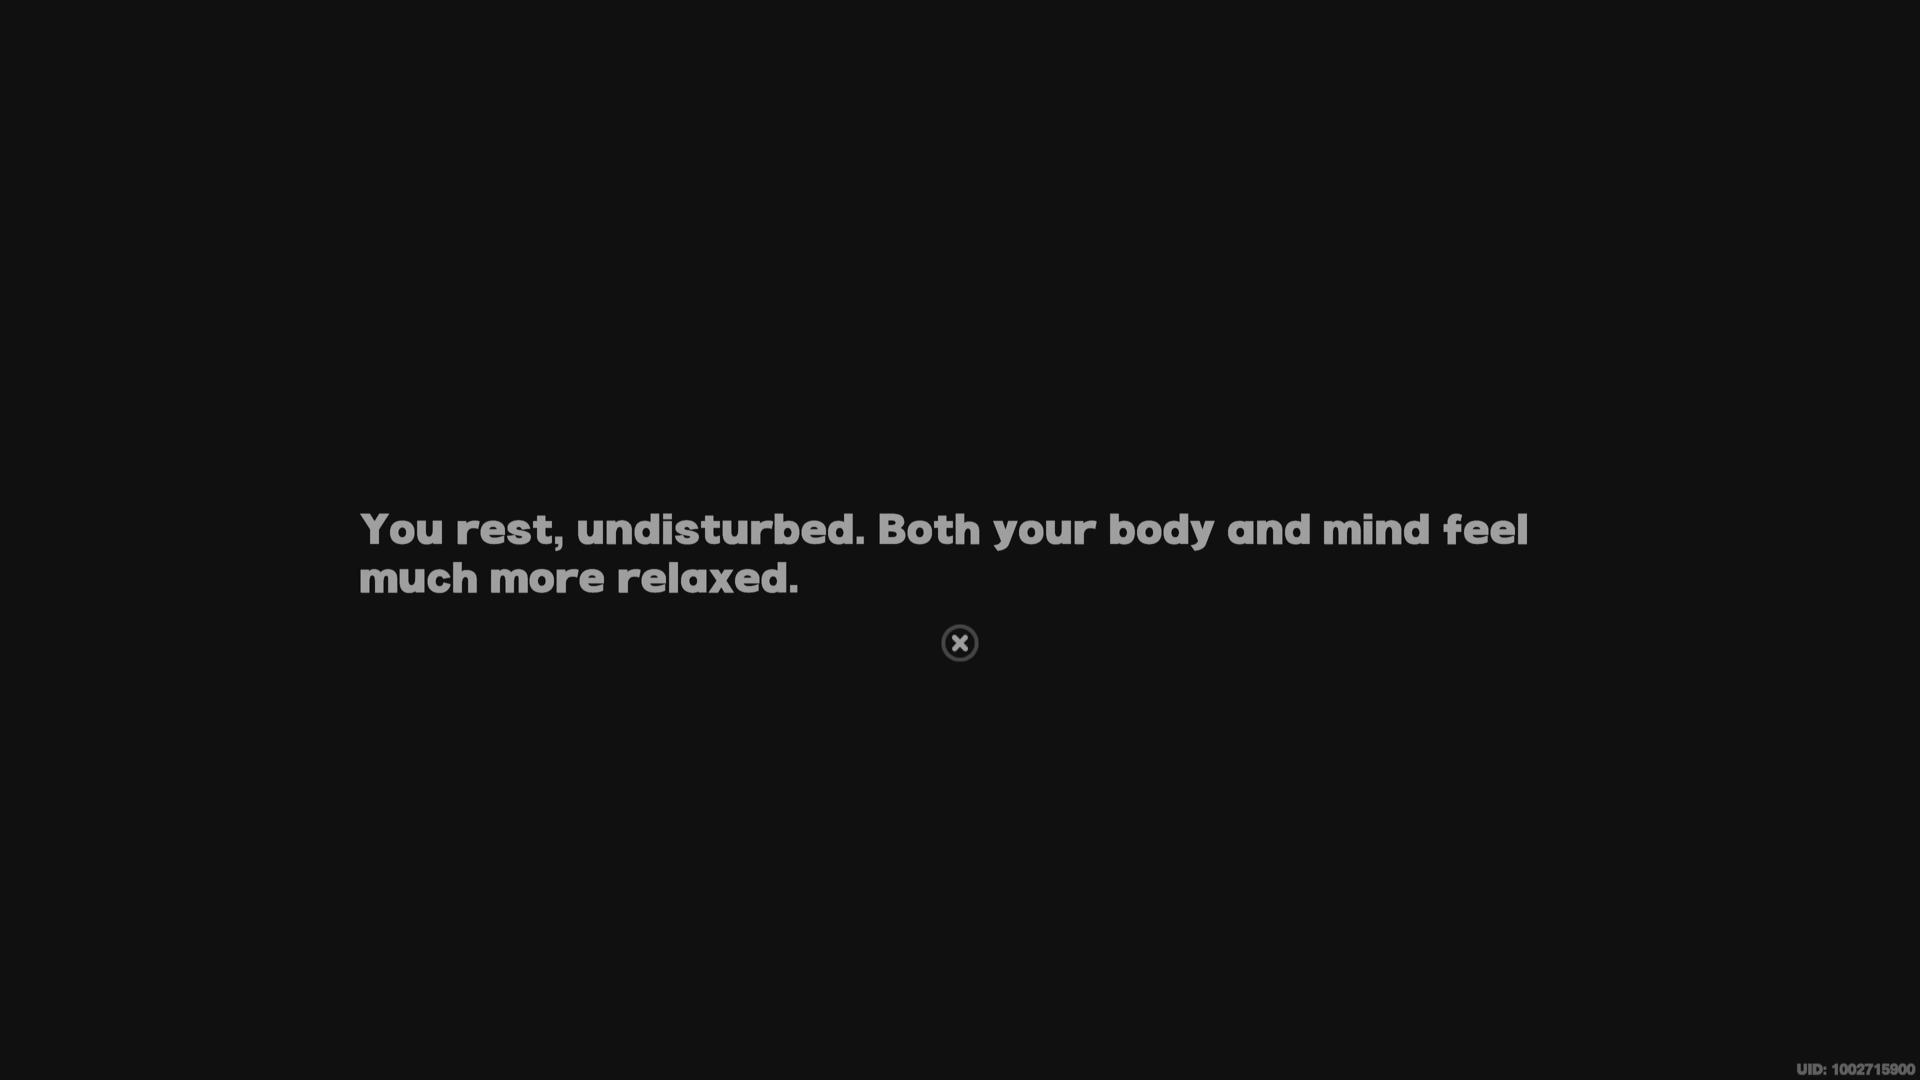 You rest, undisturbed. Both your body and mind feel
much more relaxed.
UID: 1002715900